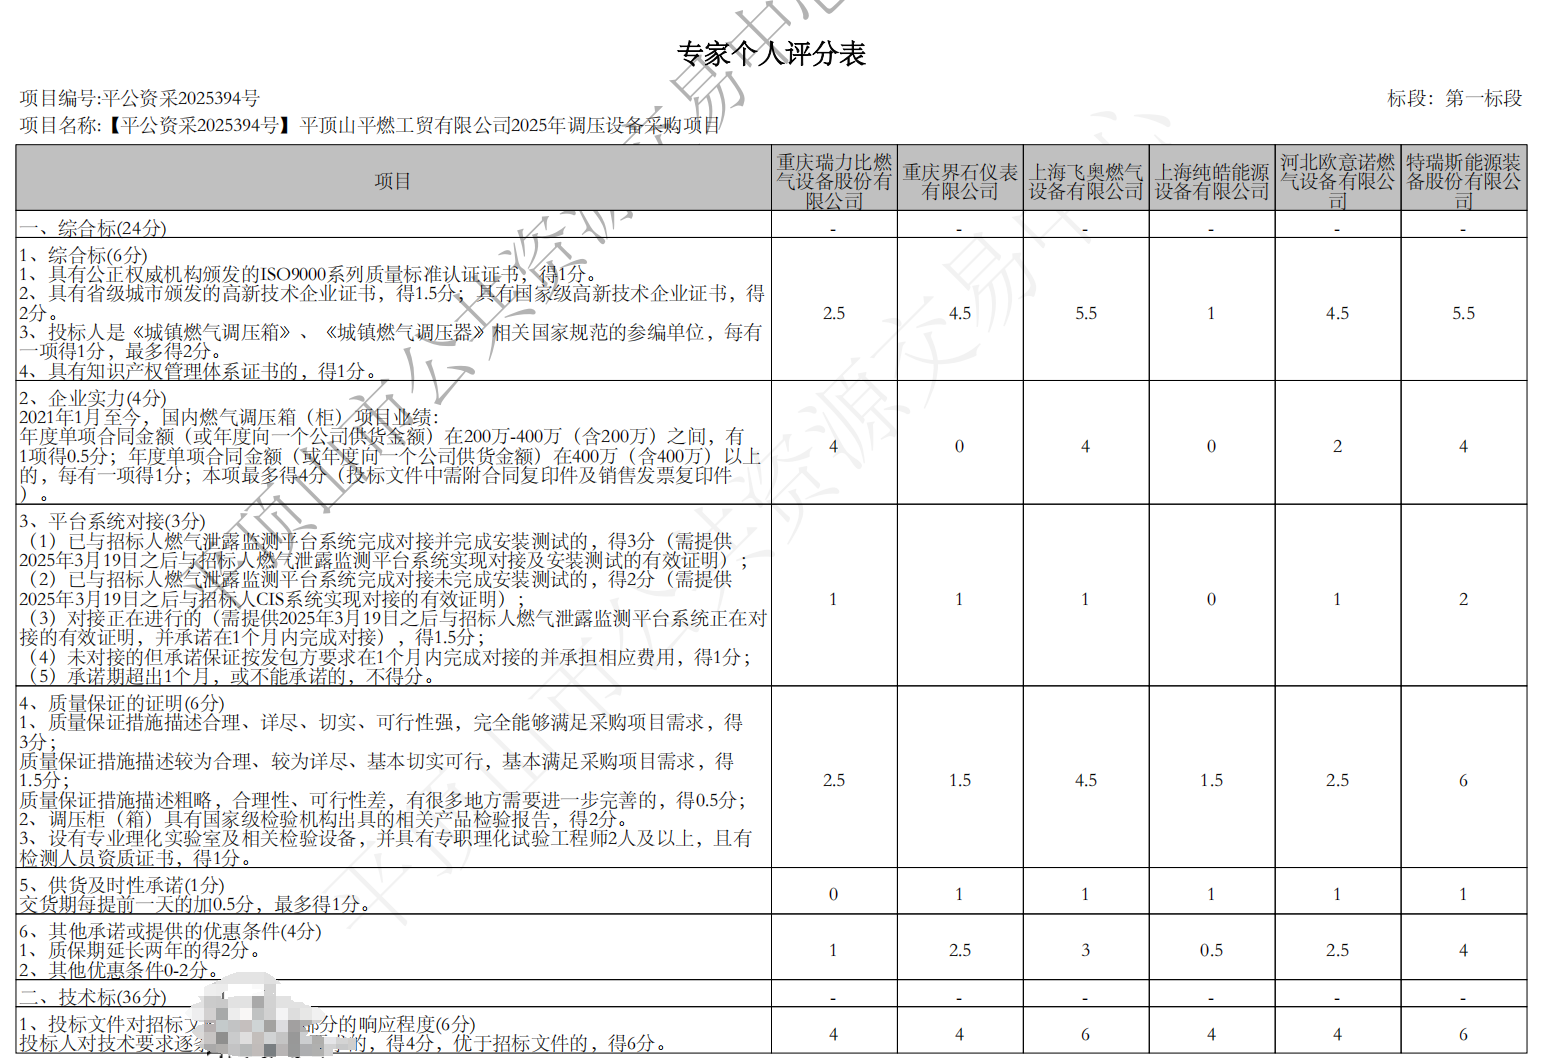 专家个人评分表
项目编号:平公资采2025394号
标段：第一标段
项目名称:【平公资采2025394号】平顶山平燃工贸有限公司2025年调压设备采购项目
项目 重庆瑞力比燃气设备股份有限公司 重庆界石仪表有限公司 上海飞奥燃气设备有限公司 上海纯皓能源设备有限公司 河北欧意诺燃气设备有限公司 特瑞斯能源装备股份有限公司
一、综合标(24分) - - - - - -
1、综合标(6分)
1、具有公正权威机构颁发的ISO9000系列质量标准认证证书，得1分。
2、具有省级城市颁发的高新技术企业证书，得1.5分；具有国家级高新技术企业证书，得
2分。
3、投标人是《城镇燃气调压箱》、《城镇燃气调压器》相关国家规范的参编单位，每有
一项得1分，最多得2分。
4、具有知识产权管理体系证书的，得1分。
2.5 4.5 5.5 1 4.5 5.5
2、企业实力(4分)
2021年1月至今，国内燃气调压箱（柜）项目业绩：
年度单项合同金额（或年度向一个公司供货金额）在200万-400万（含200万）之间，有
1项得0.5分；年度单项合同金额（或年度向一个公司供货金额）在400万（含400万）以上
的，每有一项得1分；本项最多得4分（投标文件中需附合同复印件及销售发票复印件
）。
4 0 4 0 2 4
3、平台系统对接(3分)
（1）已与招标人燃气泄露监测平台系统完成对接并完成安装测试的，得3分（需提供
2025年3月19日之后与招标人燃气泄露监测平台系统实现对接及安装测试的有效证明）；
（2）已与招标人燃气泄露监测平台系统完成对接未完成安装测试的，得2分（需提供
2025年3月19日之后与招标人CIS系统实现对接的有效证明）；
（3）对接正在进行的（需提供2025年3月19日之后与招标人燃气泄露监测平台系统正在对
接的有效证明，并承诺在1个月内完成对接），得1.5分；
（4）未对接的但承诺保证按发包方要求在1个月内完成对接的并承担相应费用，得1分；
（5）承诺期超出1个月，或不能承诺的，不得分。
1 1 1 0 1 2
4、质量保证的证明(6分)
1、质量保证措施描述合理、详尽、切实、可行性强，完全能够满足采购项目需求，得
3分；
质量保证措施描述较为合理、较为详尽、基本切实可行，基本满足采购项目需求，得
1.5分；
质量保证措施描述粗略，合理性、可行性差，有很多地方需要进一步完善的，得0.5分；
2、调压柜（箱）具有国家级检验机构出具的相关产品检验报告，得2分。
3、设有专业理化实验室及相关检验设备，并具有专职理化试验工程师2人及以上，且有
检测人员资质证书，得1分。
2.5 1.5 4.5 1.5 2.5 6
5、供货及时性承诺(1分)
交货期每提前一天的加0.5分，最多得1分。
0 1 1 1 1 1
6、其他承诺或提供的优惠条件(4分)
1、质保期延长两年的得2分。
2、其他优惠条件0-2分。
1 2.5 3 0.5 2.5 4
二、技术标(36分) - - - - - -
1、投标文件对招标文 部分的响应程度(6分)
投标人对技术要求逐 的，得4分，优于招标文件的，得6分。
4 4 6 4 4 6
平顶山市公共资源交易中心
平顶山市公共资源交易中心